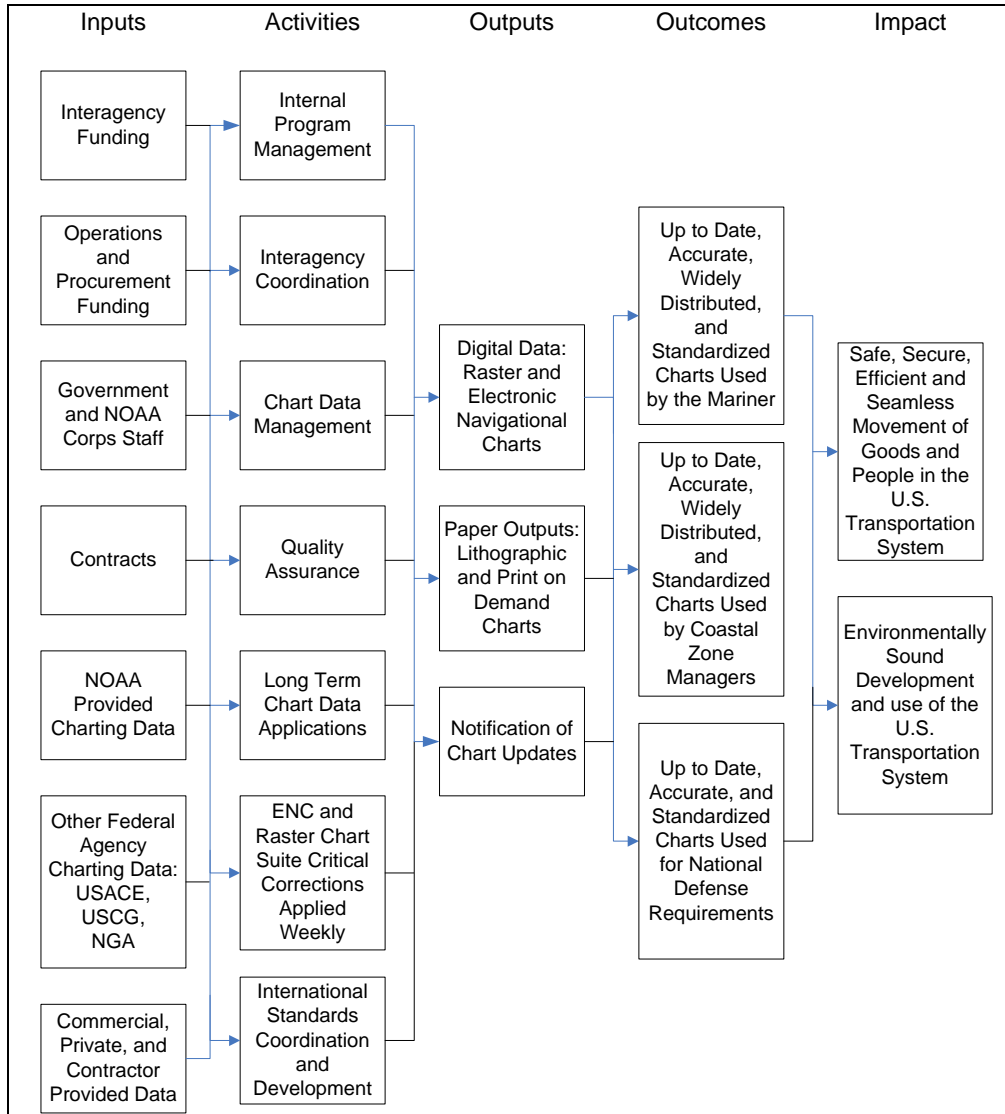 Inputs
Activities
Outputs
Outcomes
Impact
Interagency
Funding
Operations
and
Procurement
Funding
Government
and NOAA
Corps Staff
Contracts
NOAA
Provided
Charting Data
Other Federal
Agency
Charting Data:
USACE,
USCG,
NGA
Commercial,
Private, and
Contractor
Provided Data
Internal
Program
Management
Interagency
Coordination
Chart Data
Management
Quality
Assurance
Long Term
Chart Data
Applications
ENC and
Raster Chart
Suite Critical
Corrections
Applied
Weekly
International
Standards
Coordination
and
Development
Digital Data:
Raster and
Electronic
Navigational
Charts
Paper Outputs:
Lithographic
and Print on
Demand
Charts
Notification of
Chart Updates
Up to Date,
Accurate,
Widely
Distributed,
and
Standardized
Charts Used
by the Mariner
Up to Date,
Accurate,
Widely
Distributed,
and
Standardized
Charts Used
by Coastal
Zone
Managers
Up to Date,
Accurate, and
Standardized
Charts Used
for National
Defense
Requirements
Safe, Secure,
Efficient and
Seamless
Movement of
Goods and
People in the
U.S.
Transportation
System
Environmentally
Sound
Development
and use of the
U.S.
Transportation
System